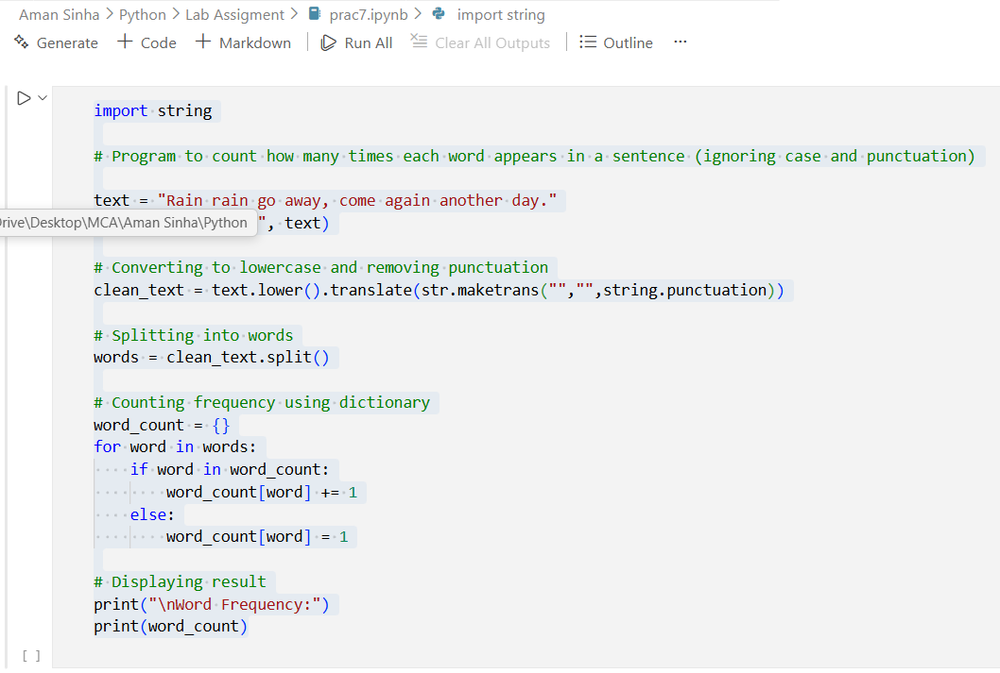 Aman Sinha > Python > Lab Assigment > prac7.ipynb > import string
Generate + Code + Markdown Run All Clear All Outputs Outline ...
import string
# Program to count how many times each word appears in a sentence (ignoring case and punctuation)
text = "Rain rain go away, come again another day."
rive\Desktop\MCA\Aman Sinha\Python ", text)
# Converting to lowercase and removing punctuation
clean_text = text.lower().translate(str.maketrans("","",string.punctuation))
# Splitting into words
words = clean_text.split()
# Counting frequency using dictionary
word_count = {}
for word in words:
    if word in word_count:
        word_count[word] += 1
    else:
        word_count[word] = 1
# Displaying result
print("\nWord Frequency:")
print(word_count)
[ ]